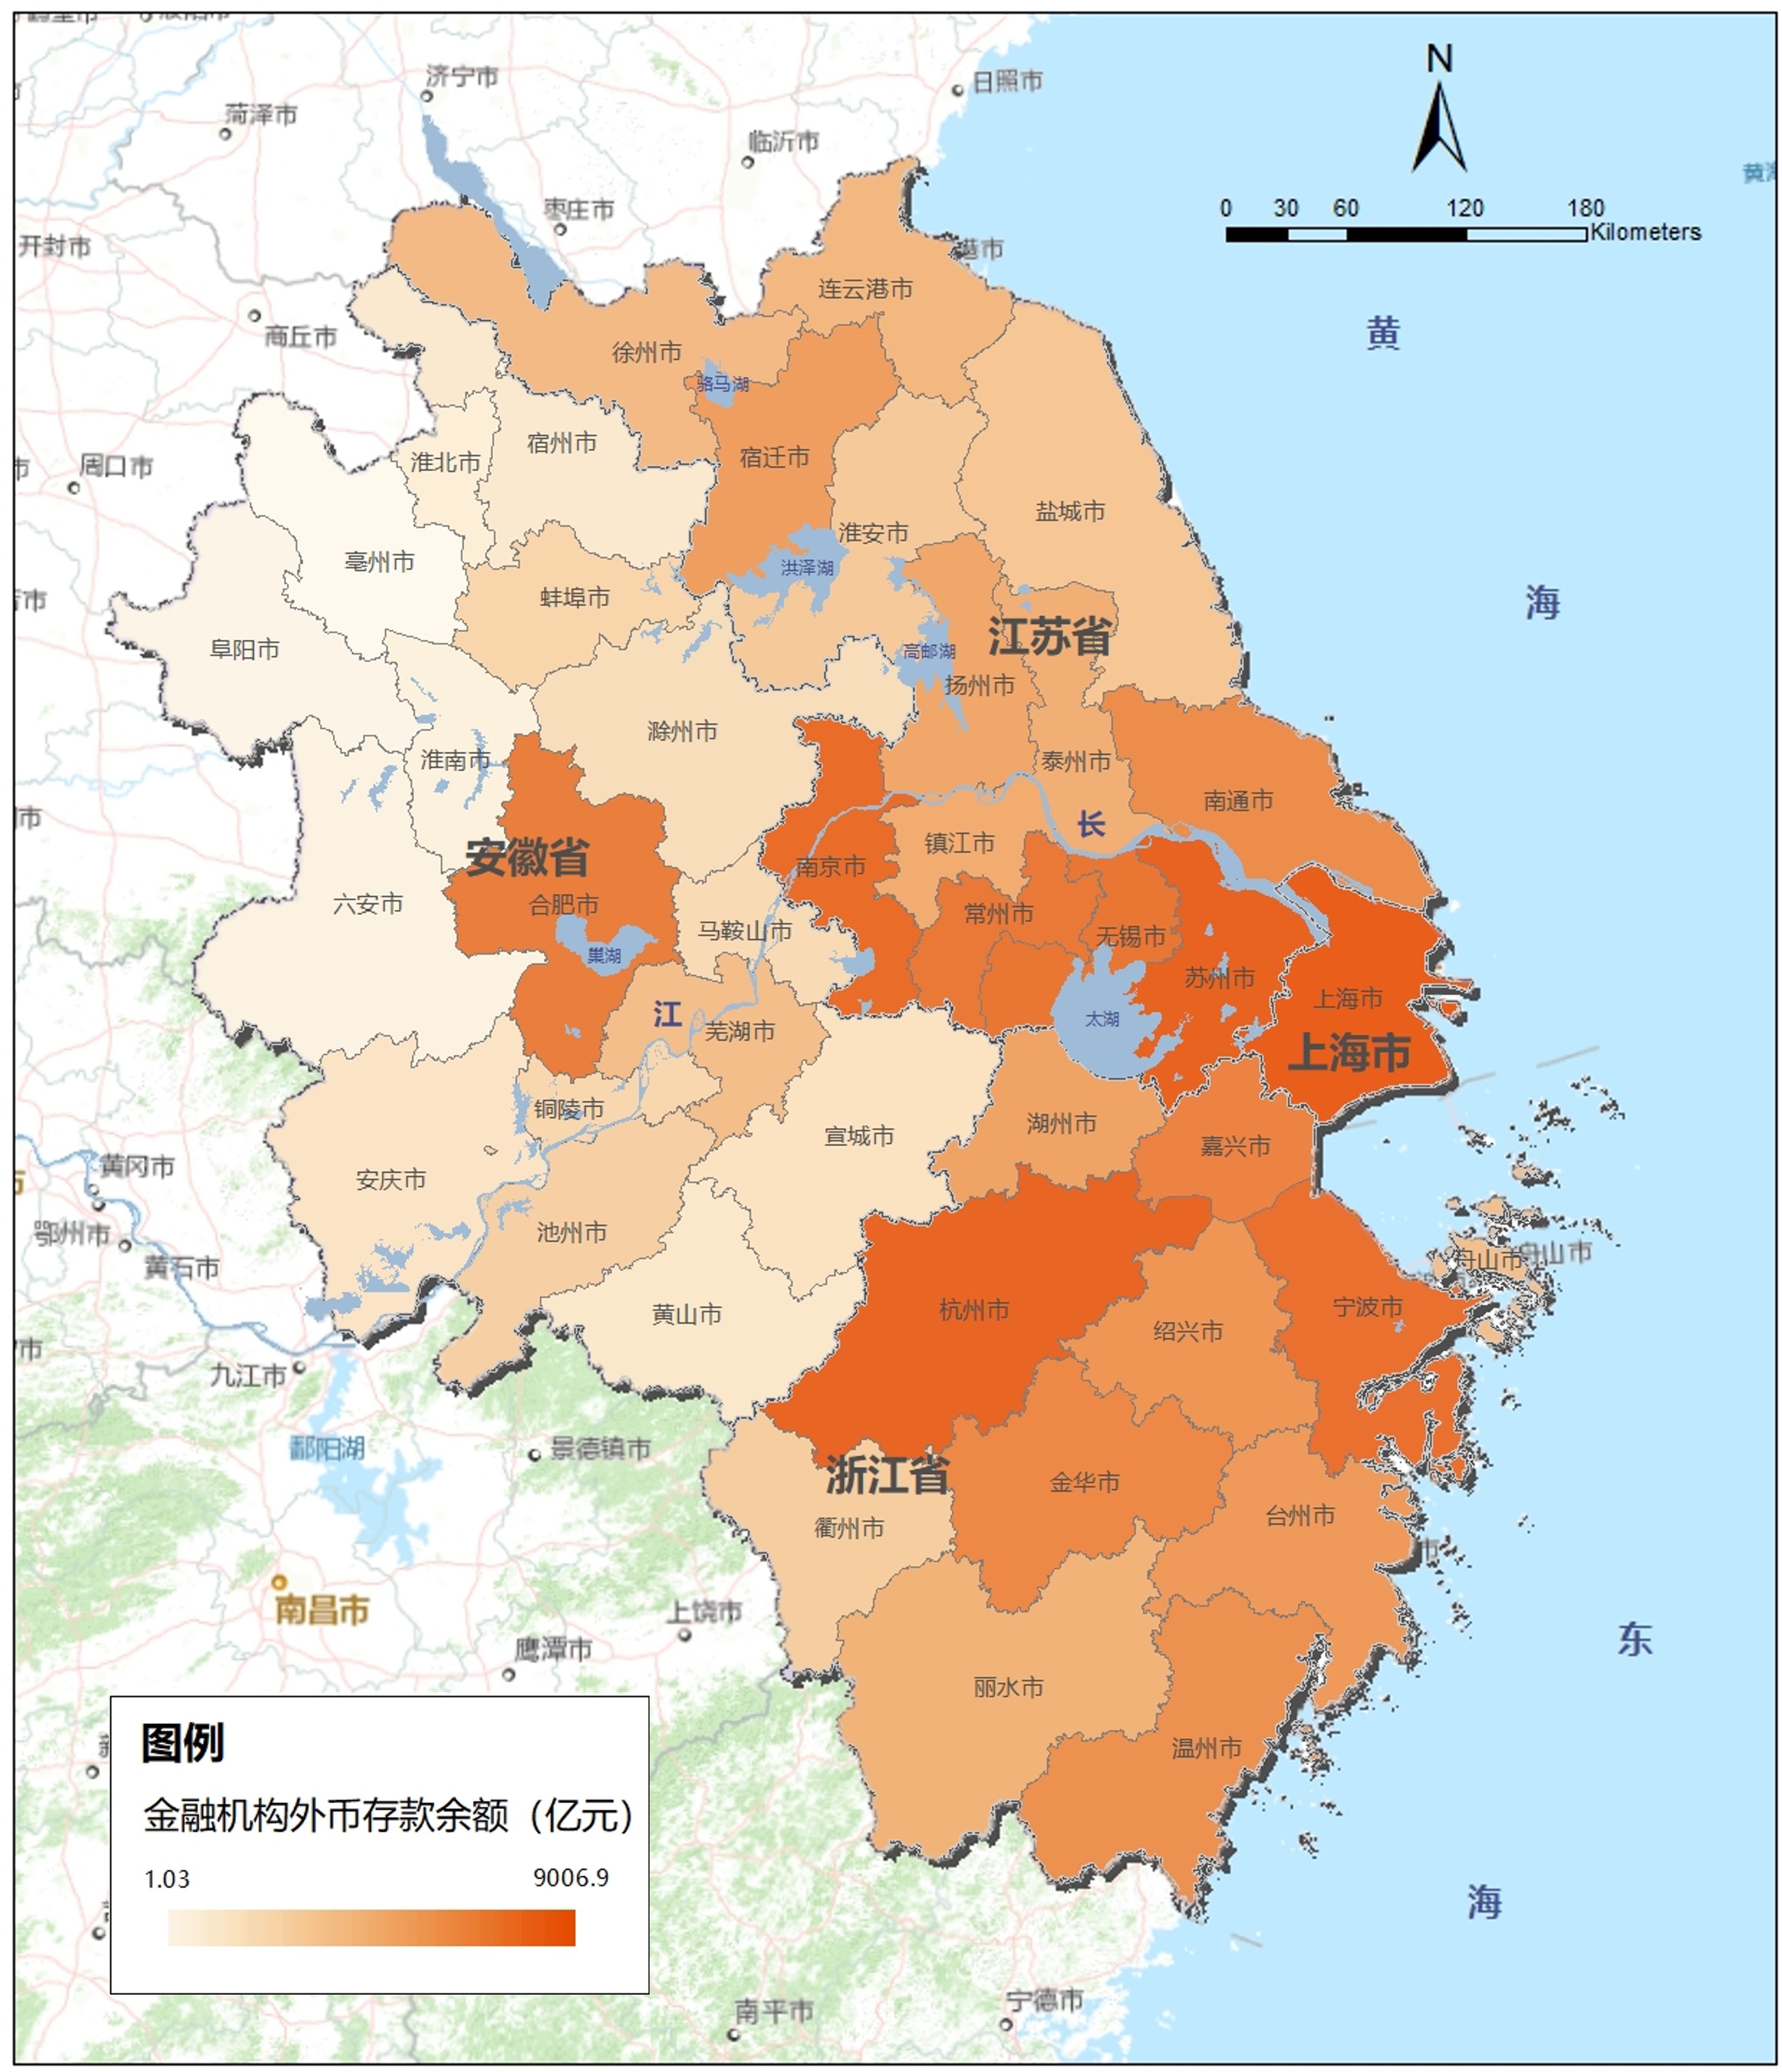 济宁市
菏泽市
日照市
临沂市
枣庄市
开封市
港市
商丘市
周口市
N
0 30 60 120 180
Kilometers
黄
海
连云港市
徐州市
骆马湖
宿州市
淮北市
宿迁市
盐城市
淮安市
亳州市
洪泽湖
蚌埠市
江苏省
阜阳市
高邮湖
扬州市
滁州市
淮南市
泰州市
南通市
长
镇江市
安徽省
南京市
六安市
合肥市
常州市
马鞍山市
无锡市
巢湖
苏州市
上海市
江
芜湖市
太湖
上海市
铜陵市
湖州市
宣城市
嘉兴市
黄冈市
安庆市
鄂州市
池州市
黄石市
舟山市
舟山市
黄山市
杭州市
宁波市
绍兴市
九江市
鄱阳湖
景德镇市
浙江省
金华市
台州市
衢州市
南昌市
上饶市
鹰潭市
东
丽水市
温州市
海
图例
金融机构外币存款余额（亿元）
1.03 9006.9
南平市
宁德市